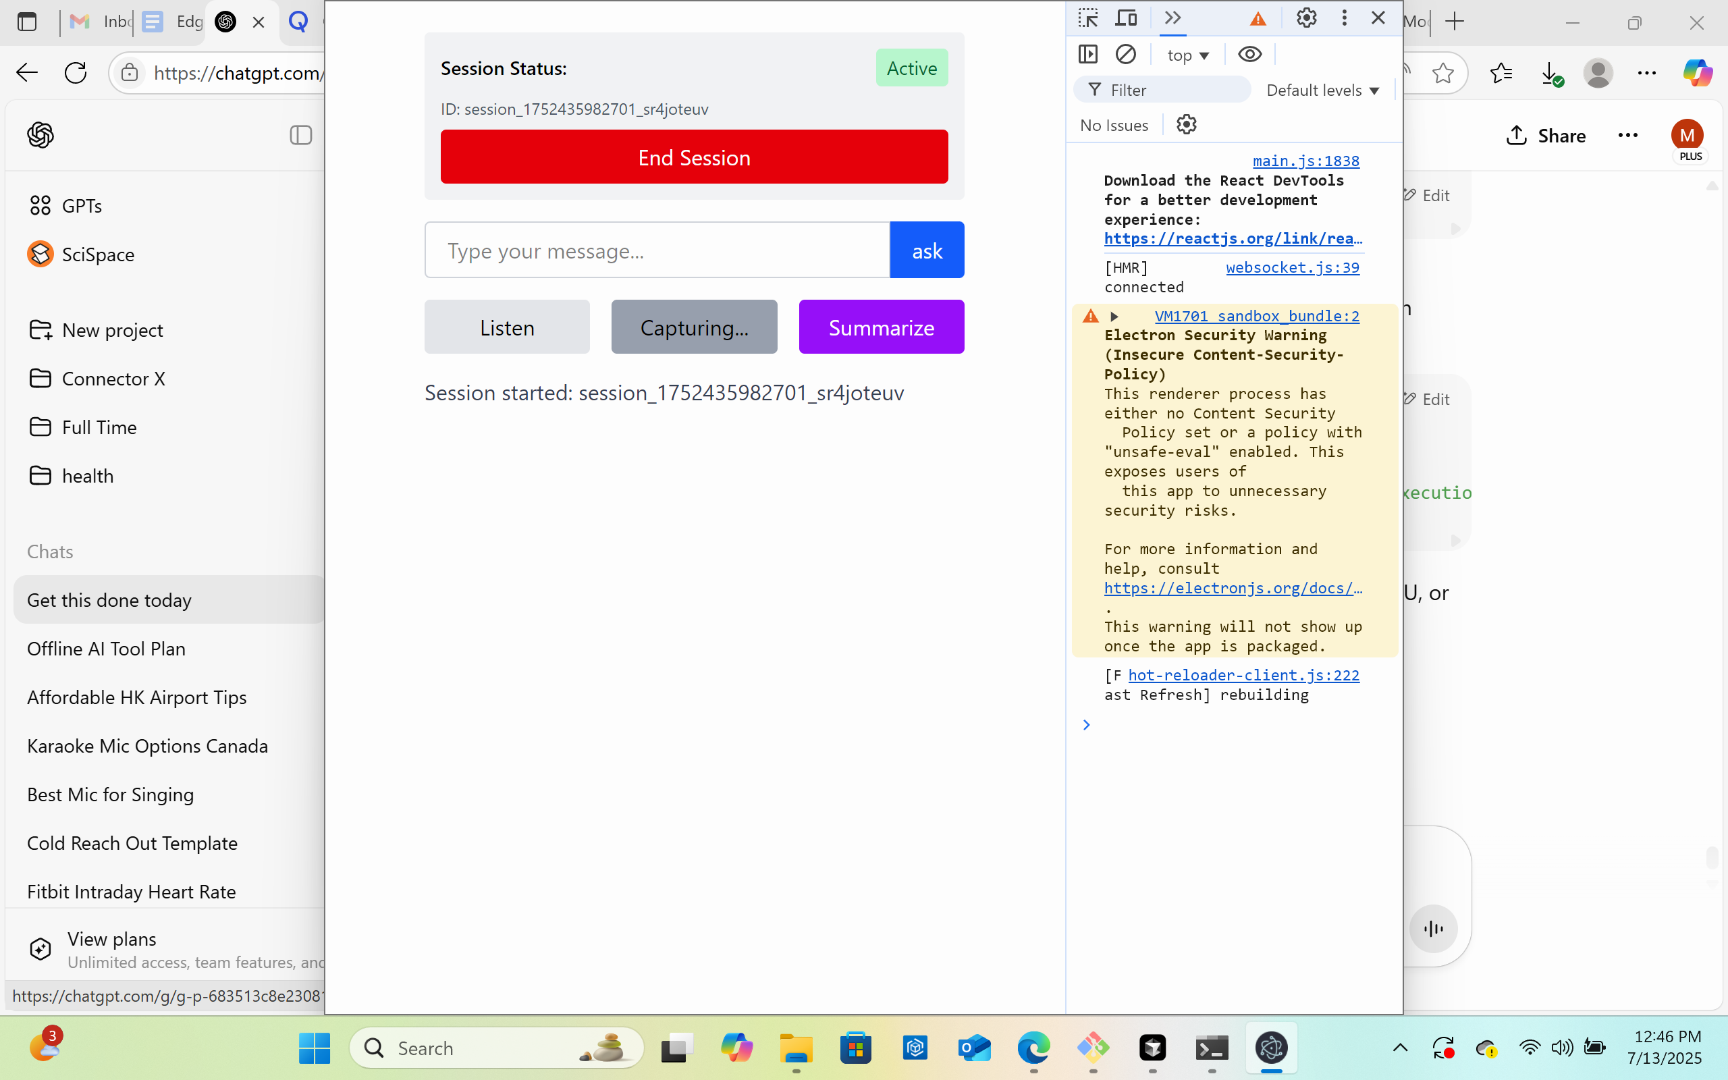 Inb
Edg
https://chatgpt.com/
GPTs
SciSpace
New project
Connector X
Full Time
health
Chats
Get this done today
Offline AI Tool Plan
Affordable HK Airport Tips
Karaoke Mic Options Canada
Best Mic for Singing
Cold Reach Out Template
Fitbit Intraday Heart Rate
View plans
Unlimited access, team features, and
https://chatgpt.com/g/g-p-683513c8e2308
Session Status:
Active
ID: session_1752435982701_sr4joteuv
End Session
Type your message...
ask
Listen
Capturing...
Summarize
Session started: session_1752435982701_sr4joteuv
top
Filter
Default levels
No Issues
main.js:1838
Download the React DevTools
for a better development
experience:
https://reactjs.org/link/rea…
[HMR] websocket.js:39
connected
VM1701 sandbox_bundle:2
Electron Security Warning
(Insecure Content-Security-
Policy)
This renderer process has
either no Content Security
Policy set or a policy with
"unsafe-eval" enabled. This
exposes users of
this app to unnecessary
security risks.
For more information and
help, consult
https://electronjs.org/docs/…
.
This warning will not show up
once the app is packaged.
[F hot-reloader-client.js:222
ast Refresh] rebuilding
Share
M
PLUS
Edit
n
Edit
xecutio
U, or
3
Search
12:46 PM
7/13/2025